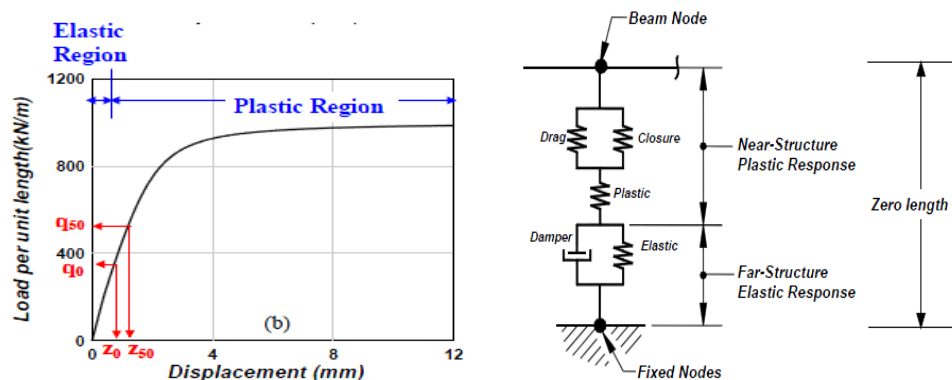 Elastic
Region
Plastic Region
1200
800
400
0
q50
q0
Load per unit length(kN/m)
(b)
0
z0
z50
4
8
12
Displacement (mm)
Beam Node
Drag
Closure
Near-Structure
Plastic Response
Plastic
Zero length
Damper
Elastic
Far-Structure
Elastic Response
Fixed Nodes